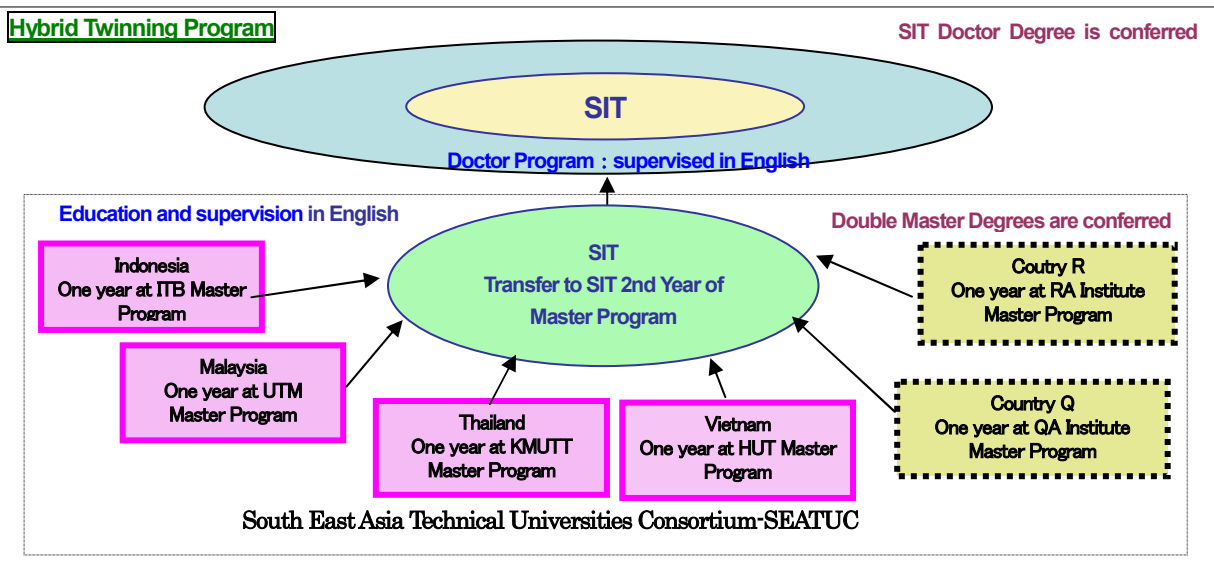 Hybrid Twinning Program
SIT Doctor Degree is conferred
SIT
Doctor Program : supervised in English
Education and supervision in English
Double Master Degrees are conferred
SIT
Transfer to SIT 2nd Year of
Master Program
Indonesia
One year at ITB Master
Program
Coutry R
One year at RA Institute
Master Program
Malaysia
One year at UTM
Master Program
Thailand
One year at KMUTT
Master Program
Vietnam
One year at HUT Master
Program
Country Q
One year at QA Institute
Master Program
South East Asia Technical Universities Consortium-SEATUC